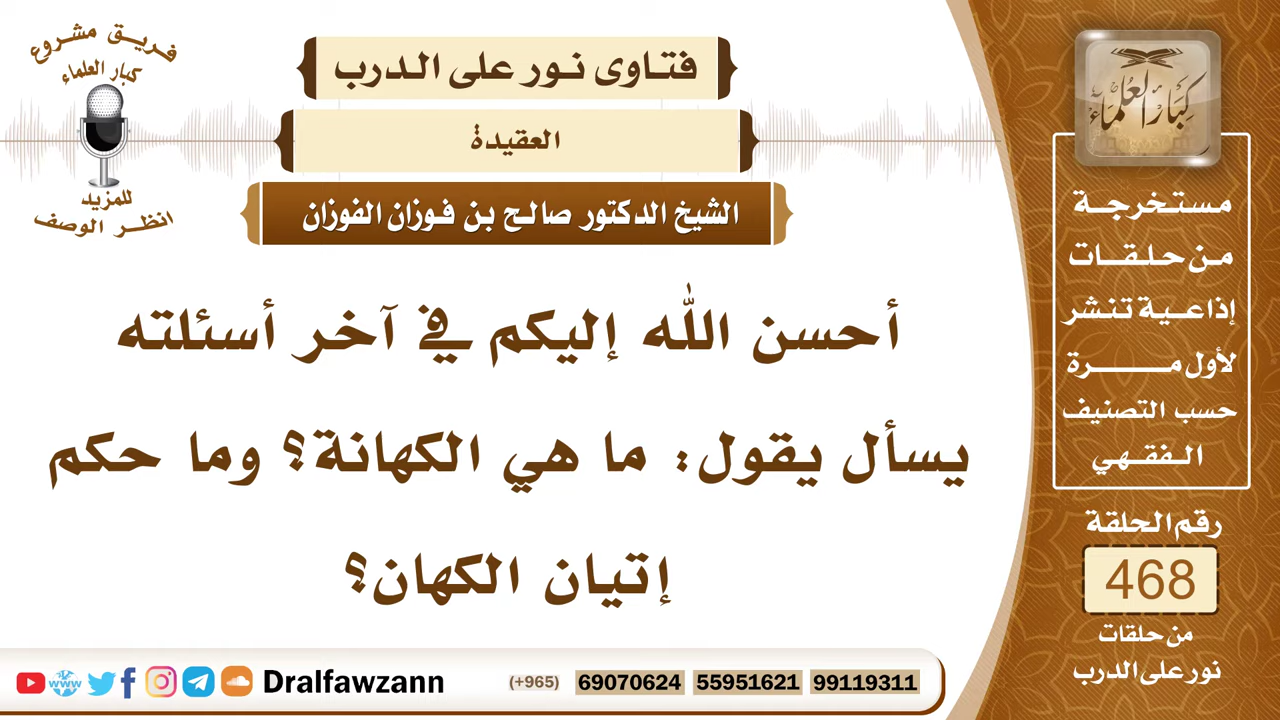 فريق مشروع
كبار العلماء
للمزيد
انظر الوصف
فتاوى نور على الدرب
العقيدة
الشيخ الدكتور صالح بن فوزان الفوزان
أحسن الله إليكم في آخر أسئلته
يسأل يقول: ما هي الكهانة؟ وما حكم
إتيان الكهان؟
كبار العلماء
مستخرجة
من حلقات
إذاعية تنشر
لأول مرة
حسب التصنيف
الفقهي
رقم الحلقة
468
من حلقات
نور على الدرب
www
Dralfawzann
(+965) 69070624 55951621 99119311